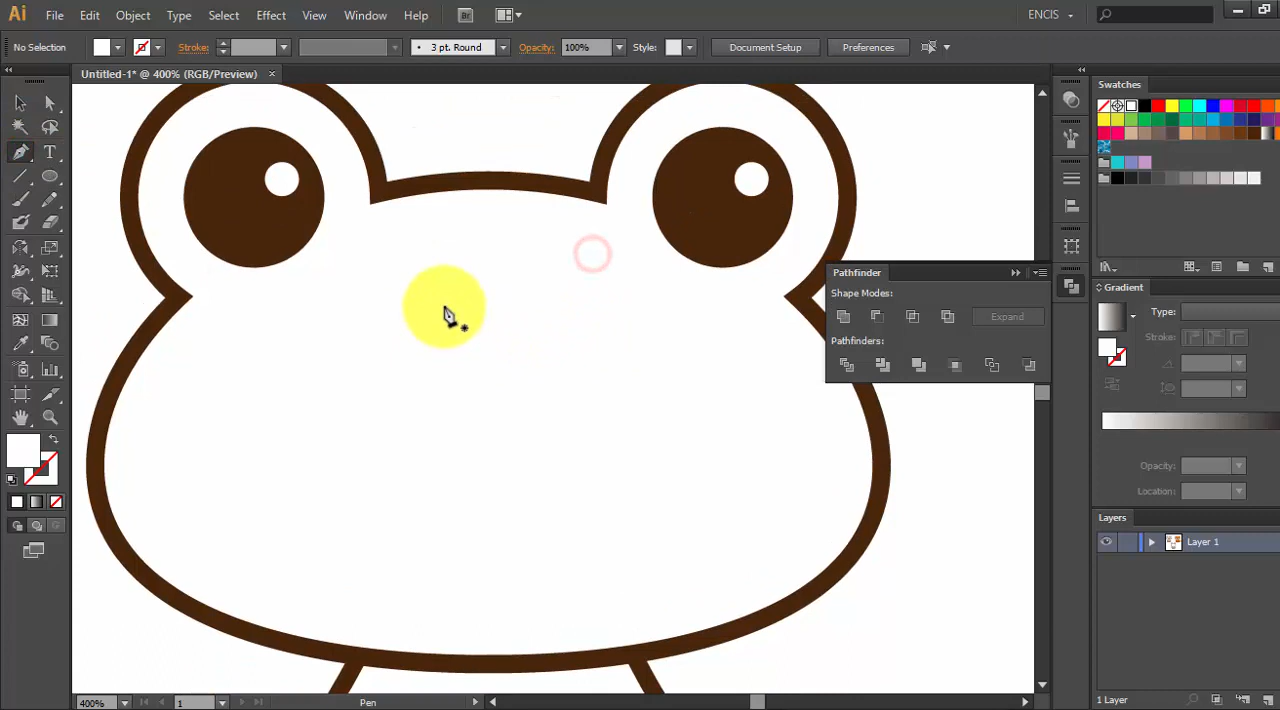 Ai File Edit Object Type Select Effect View Window Help Br ENCIS
No Selection Stroke: 3 pt. Round Opacity: 100% Style: Document Setup Preferences
Untitled-1* @ 400% (RGB/Preview)
Swatches
Pathfinder
Shape Modes:
Expand
Pathfinders:
Gradient
Type:
Stroke:
Opacity:
Location:
Layers
Layer 1
1 Layer
400% 1 Pen